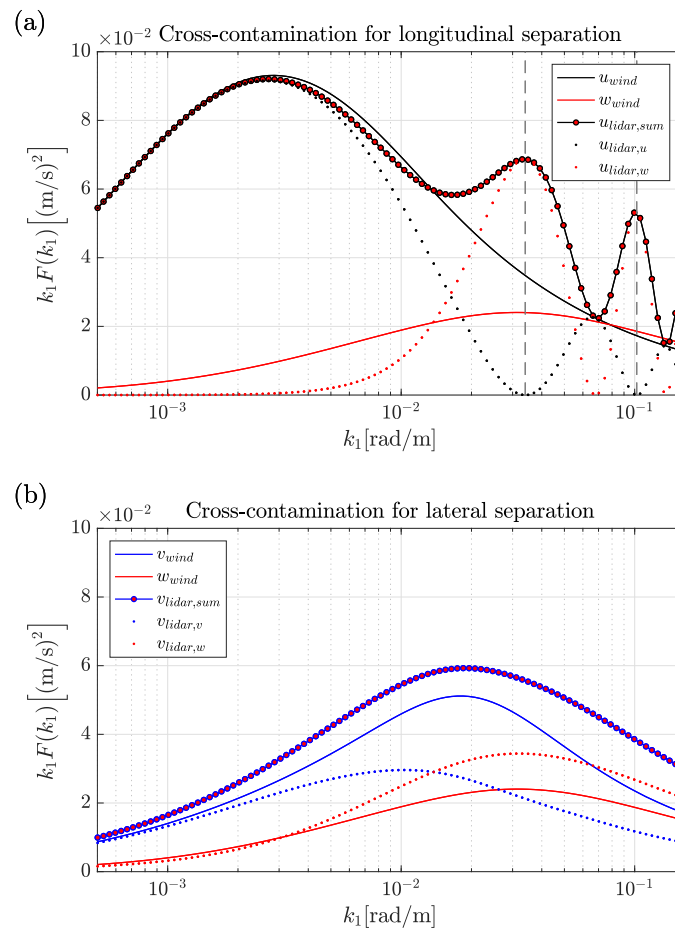 (a)
Cross-contamination for longitudinal separation
×10⁻²
10
8
6
4
2
0
k₁F(k₁) [(m/s)²]
u_wind
w_wind
u_lidar,sum
u_lidar,u
u_lidar,w
10⁻³ 10⁻² 10⁻¹
k₁[rad/m]
(b)
Cross-contamination for lateral separation
×10⁻²
10
8
6
4
2
0
k₁F(k₁) [(m/s)²]
v_wind
w_wind
v_lidar,sum
v_lidar,v
v_lidar,w
10⁻³ 10⁻² 10⁻¹
k₁[rad/m]